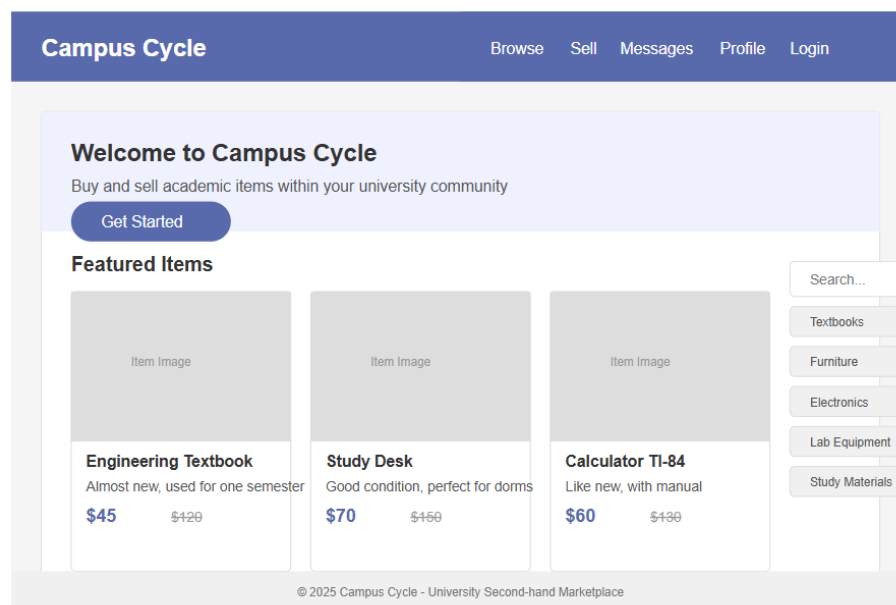 Campus Cycle
Browse Sell Messages Profile Login
Welcome to Campus Cycle
Buy and sell academic items within your university community
Get Started
Featured Items
Search...
Textbooks
Furniture
Electronics
Lab Equipment
Study Materials
Item Image
Engineering Textbook
Almost new, used for one semester
$45 $120
Item Image
Study Desk
Good condition, perfect for dorms
$70 $150
Item Image
Calculator TI-84
Like new, with manual
$60 $130
© 2025 Campus Cycle - University Second-hand Marketplace